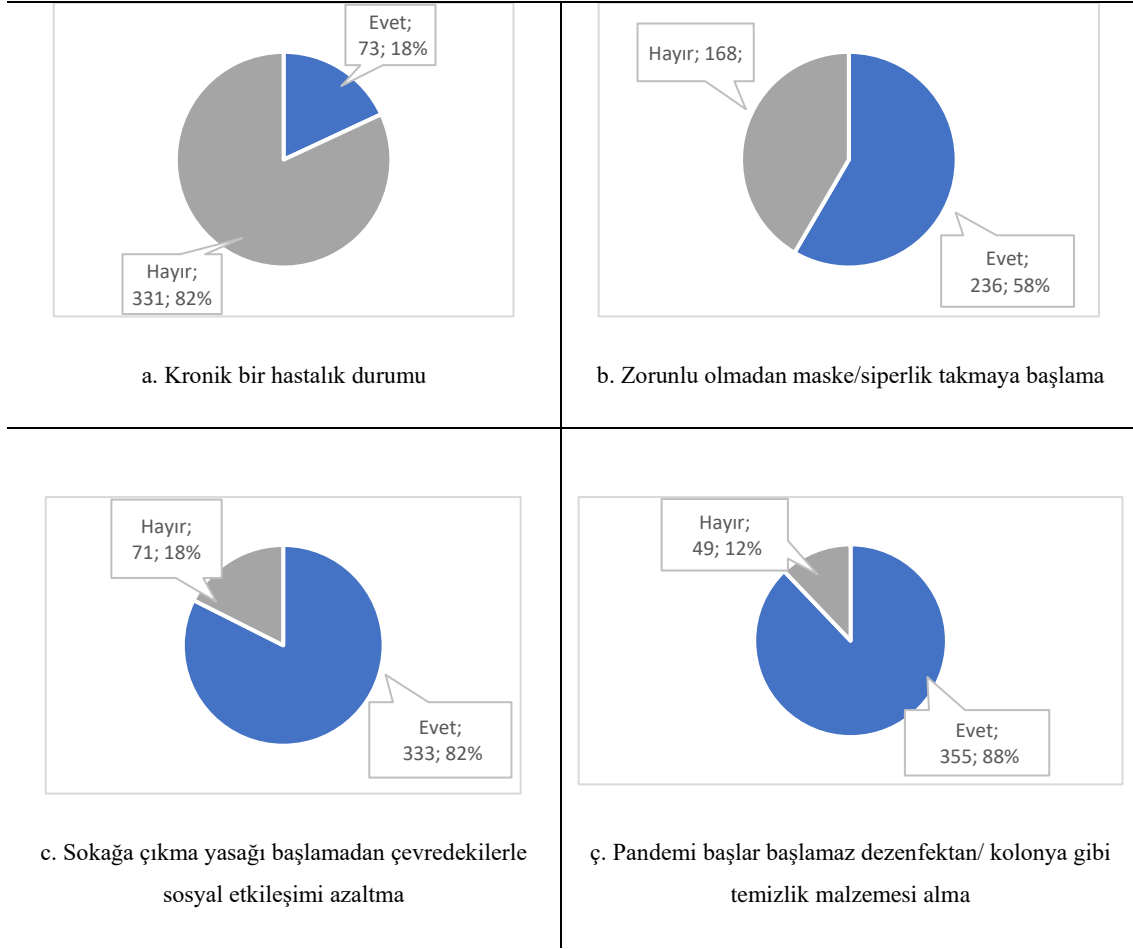 Evet;
73; 18%
Hayır;
331; 82%
a. Kronik bir hastalık durumu
Hayır; 168;
Evet;
236; 58%
b. Zorunlu olmadan maske/siperlik takmaya başlama
Hayır;
71; 18%
Evet;
333; 82%
c. Sokağa çıkma yasağı başlamadan çevredekilerle
sosyal etkileşimi azaltma
Hayır;
49; 12%
Evet;
355; 88%
ç. Pandemi başlar başlamaz dezenfektan/ kolonya gibi
temizlik malzemesi alma